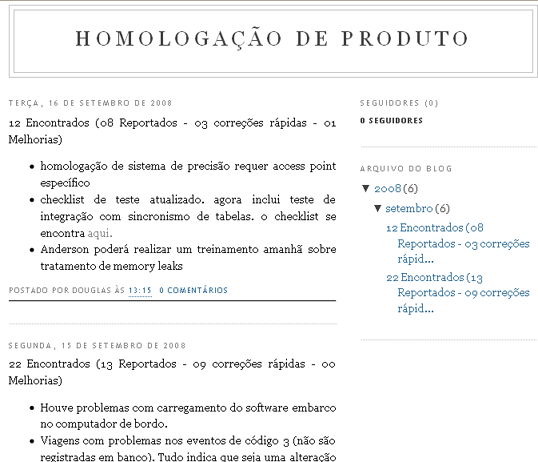 HOMOLOGAÇÃO DE PRODUTO
TERÇA, 16 DE SETEMBRO DE 2008
12 Encontrados (08 Reportados - 03 correções rápidas - 01
Melhorias)
homologação de sistema de precisão requer access point
específico
checklist de teste atualizado. agora inclui teste de
integração com sincronismo de tabelas. o checklist se
encontra aqui.
Anderson poderá realizar um treinamento amanhã sobre
tratamento de memory leaks
POSTADO POR DOUGLAS ÀS 13:15 0 COMENTÁRIOS
SEGUNDA, 15 DE SETEMBRO DE 2008
22 Encontrados (13 Reportados - 09 correções rápidas - 00
Melhorias)
Houve problemas com carregamento do software embarco
no computador de bordo.
Viagens com problemas nos eventos de código 3 (não são
registradas em banco). Tudo indica que seja uma alteração
SEGUIDORES (0)
0 SEGUIDORES
ARQUIVO DO BLOG
▼ 2008 (6)
▼ setembro (6)
12 Encontrados (08
Reportados - 03 correções
rápid...
22 Encontrados (13
Reportados - 09 correções
rápid...